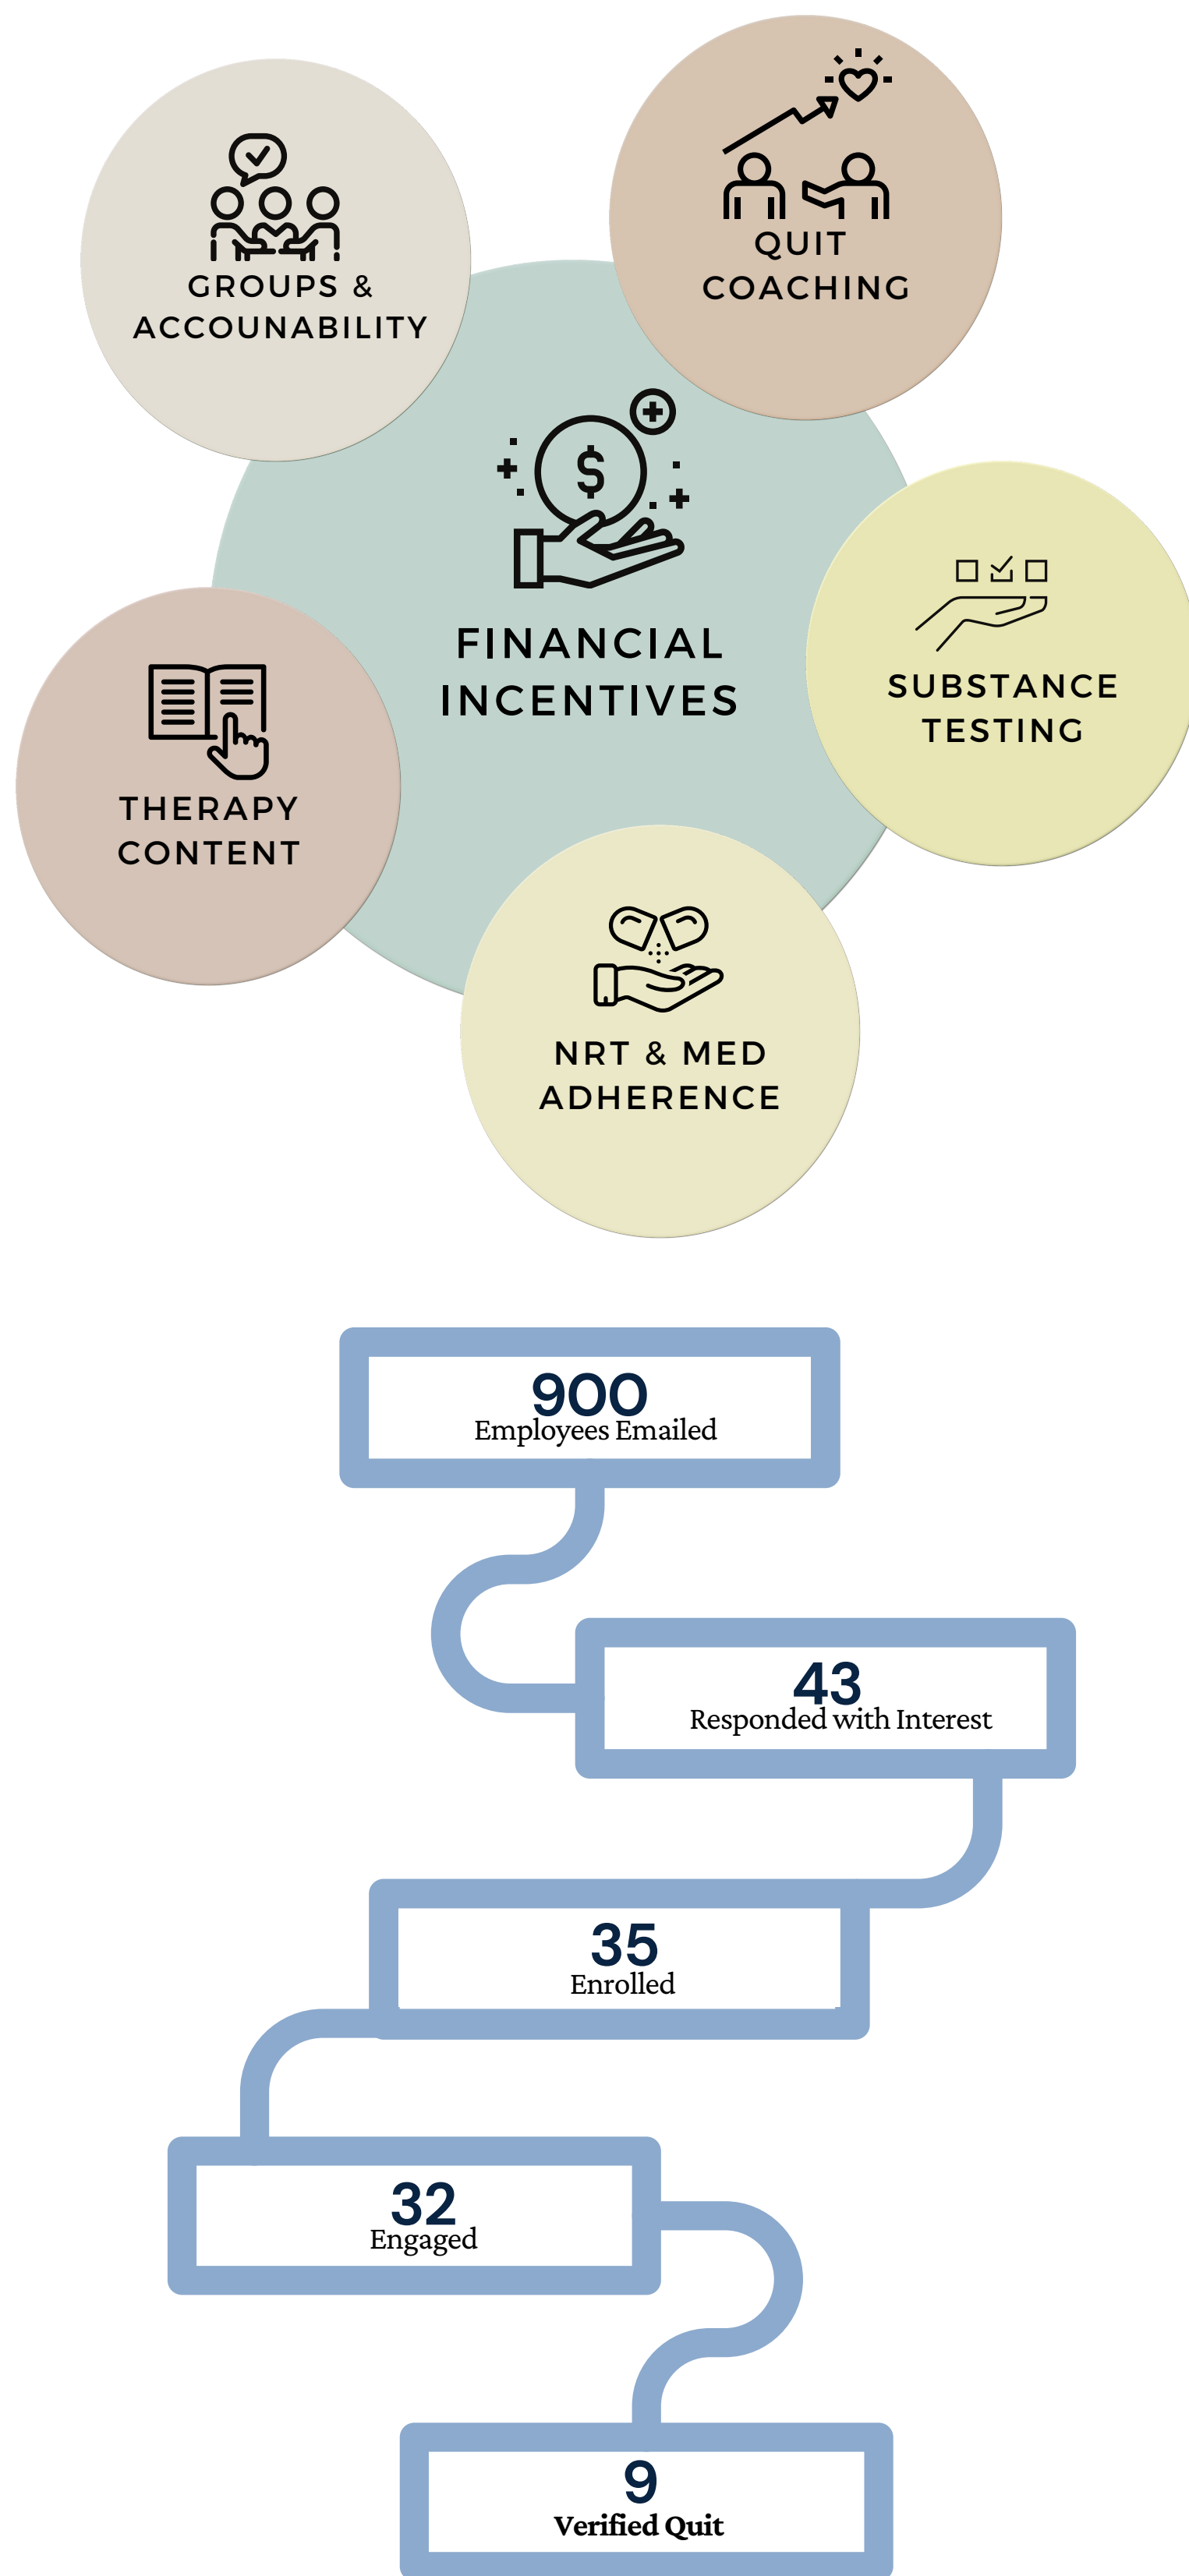 QUIT
COACHING
GROUPS &
ACCOUNABILITY
$
FINANCIAL
INCENTIVES
SUBSTANCE
TESTING
THERAPY
CONTENT
NRT & MED
ADHERENCE
900
Employees Emailed
43
Responded with Interest
35
Enrolled
32
Engaged
9
Verified Quit